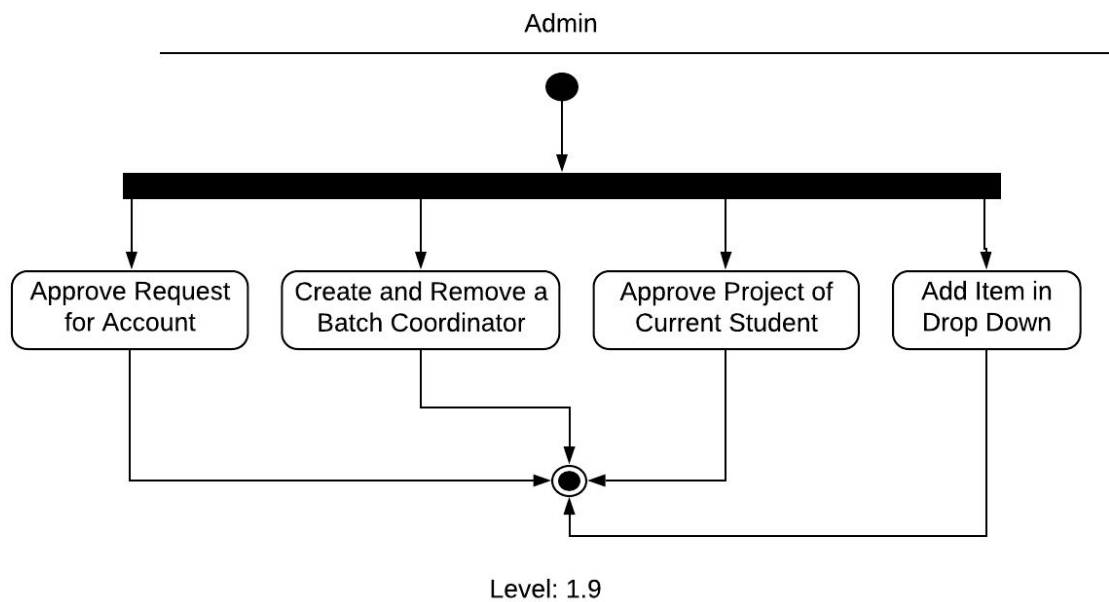 Admin
Approve Request
for Account
Create and Remove a
Batch Coordinator
Approve Project of
Current Student
Add Item in
Drop Down
Level: 1.9